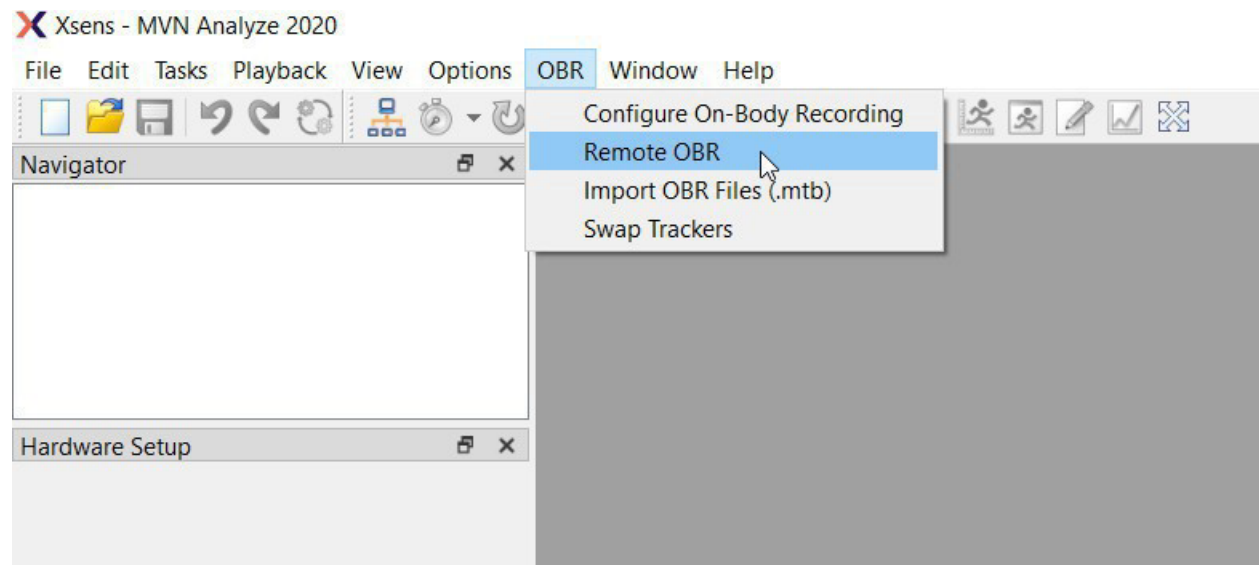 Xsens - MVN Analyze 2020
File Edit Tasks Playback View Options OBR Window Help
Configure On-Body Recording
Remote OBR
Import OBR Files (.mtb)
Swap Trackers
Navigator
Hardware Setup